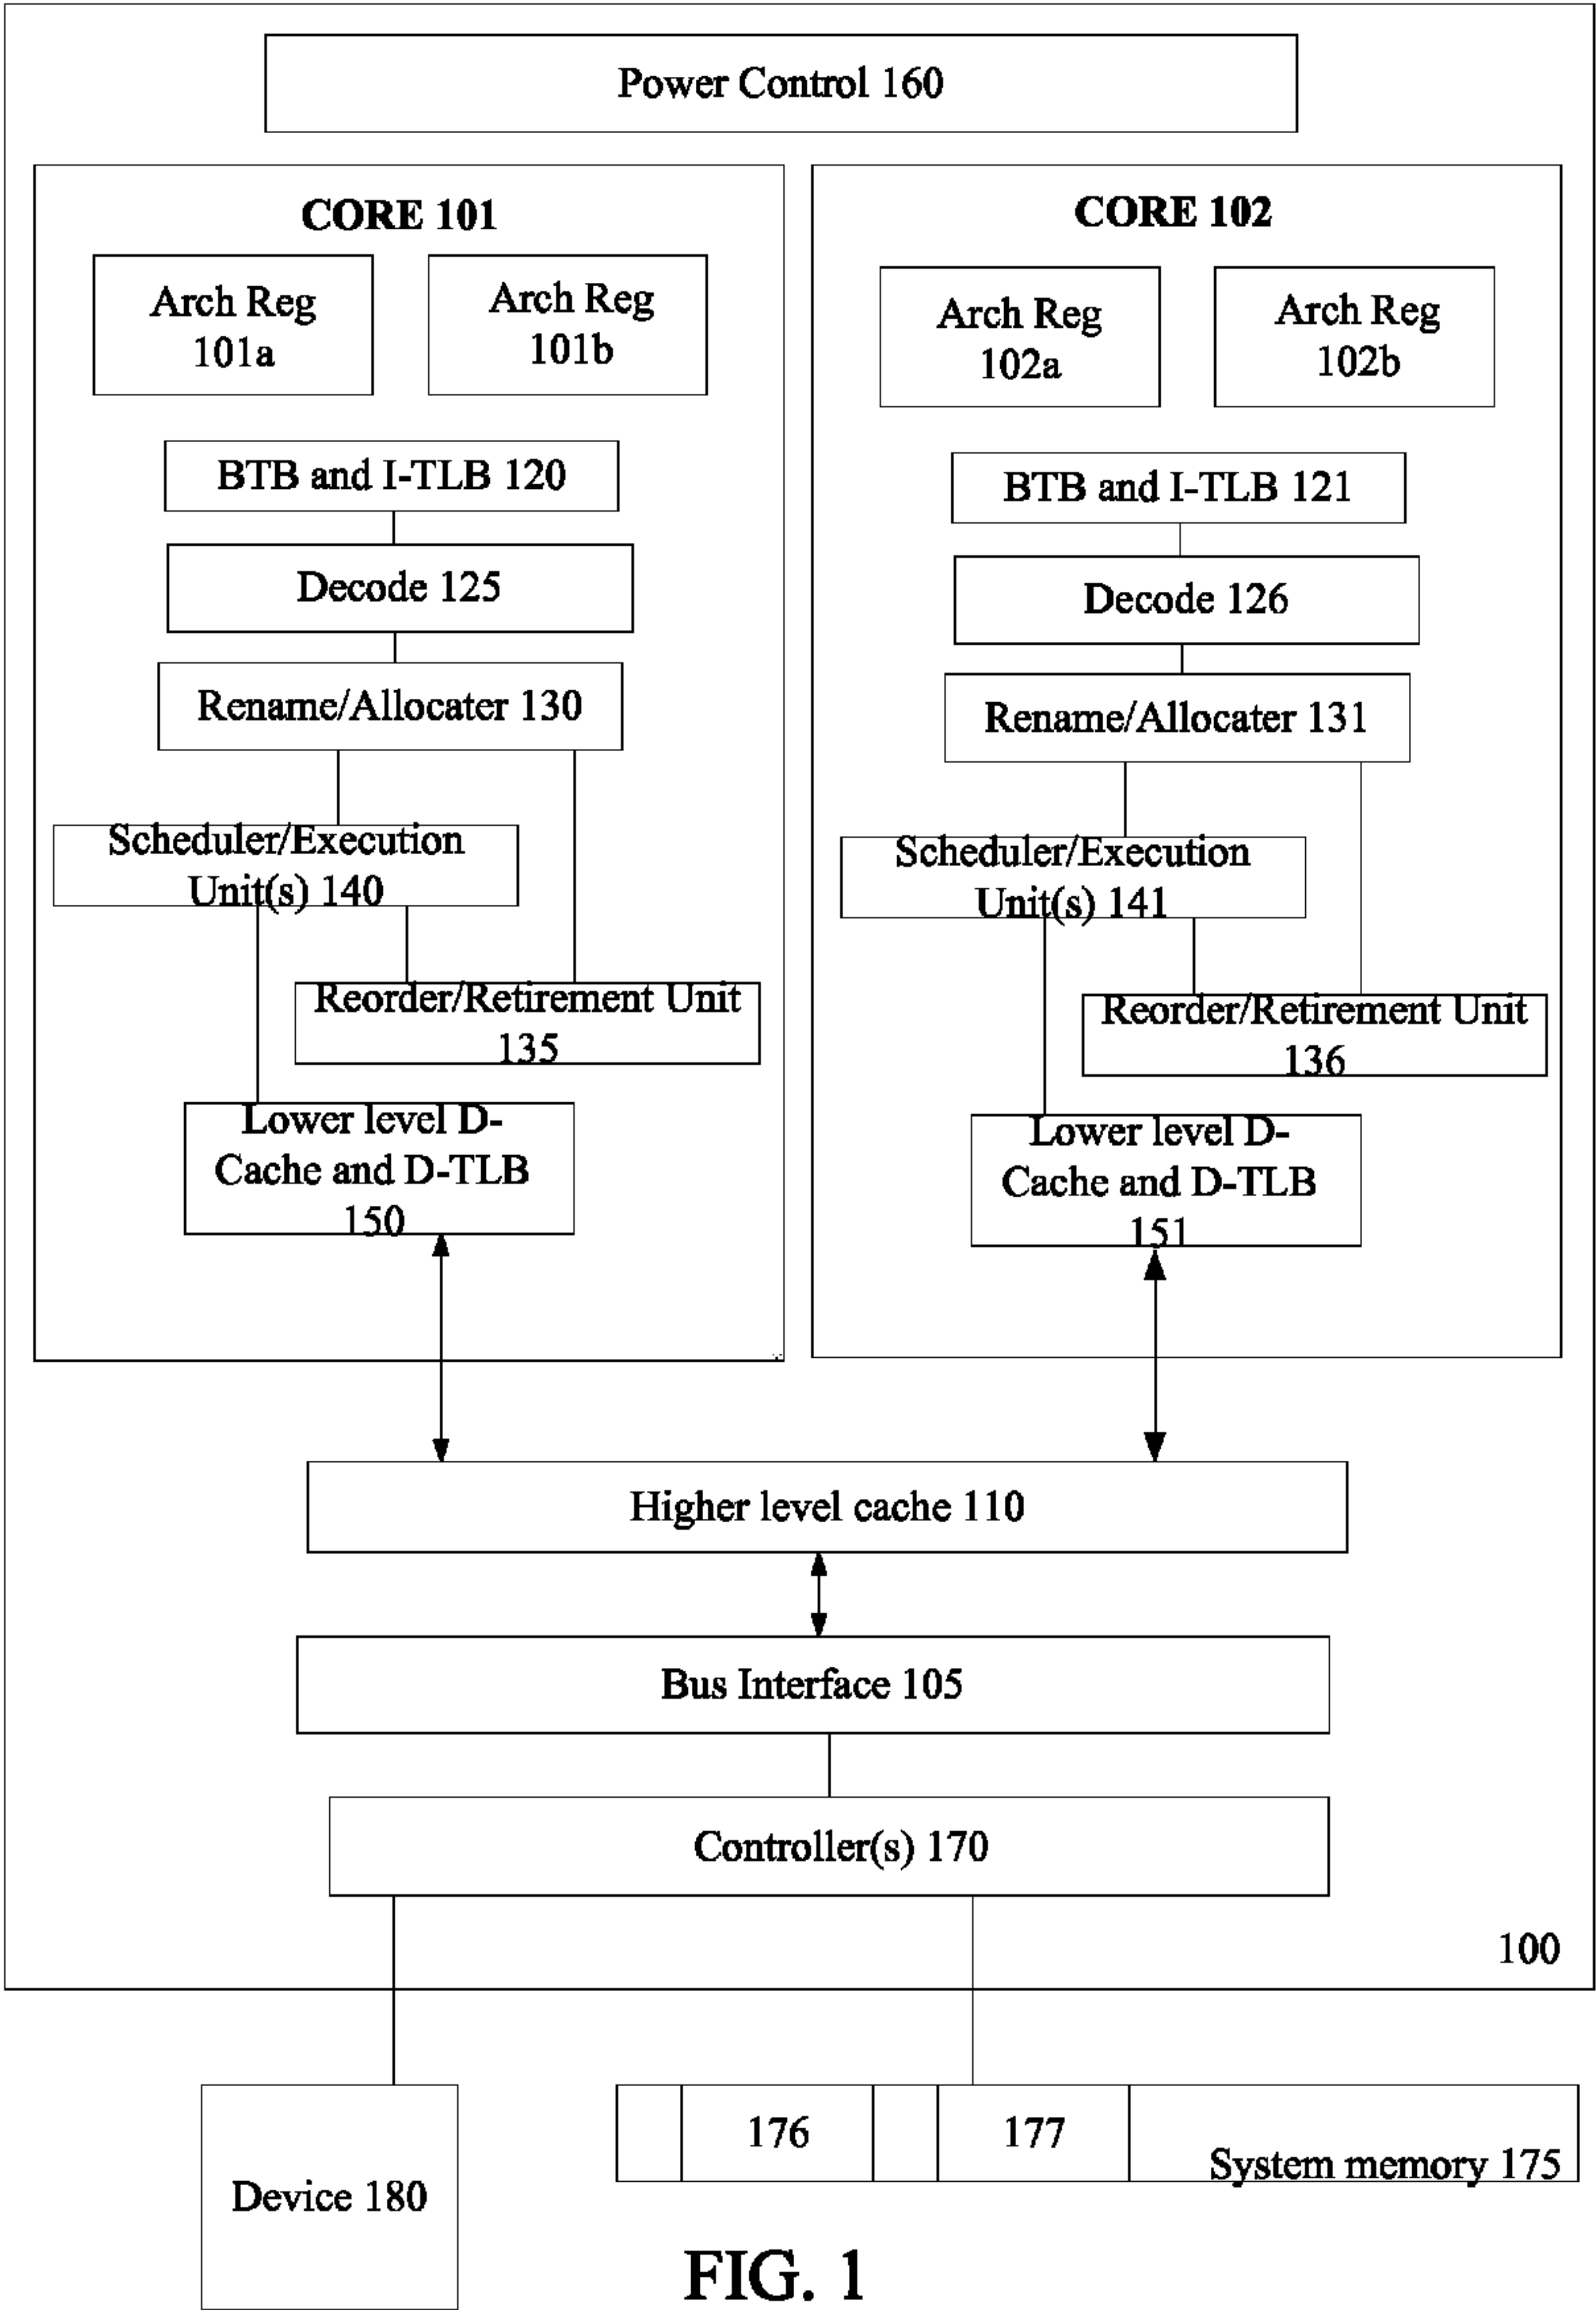 Power Control 160
CORE 101
Arch Reg
101a
Arch Reg
101b
BTB and I-TLB 120
Decode 125
Rename/Allocater 130
Scheduler/Execution
Unit(s) 140
Reorder/Retirement Unit
135
Lower level D-
Cache and D-TLB
150
CORE 102
Arch Reg
102a
Arch Reg
102b
BTB and I-TLB 121
Decode 126
Rename/Allocater 131
Scheduler/Execution
Unit(s) 141
Reorder/Retirement Unit
136
Lower level D-
Cache and D-TLB
151
Higher level cache 110
Bus Interface 105
Controller(s) 170
100
Device 180
176
177
System memory 175
FIG. 1